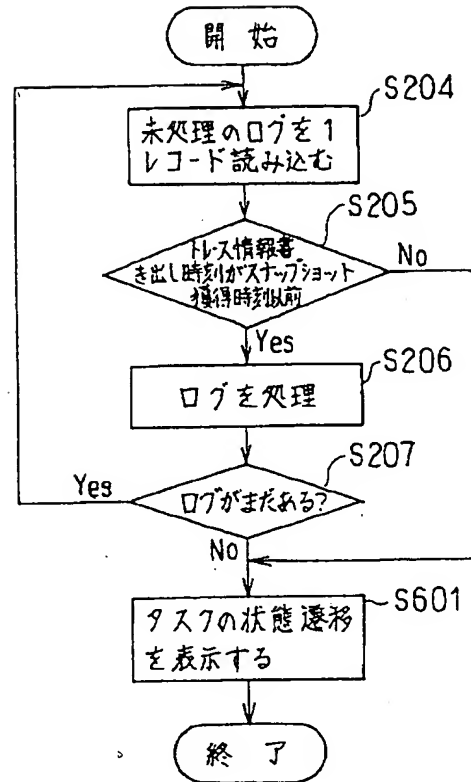 開始
S204
未処理のログを1
レコード読み込む
S205
トレース情報書
き出し時刻がスナップショット
獲得時刻以前
No
Yes
S206
ログを処理
S207
Yes
ログがまだある?
No
S601
タスクの状態遷移
を表示する
終了